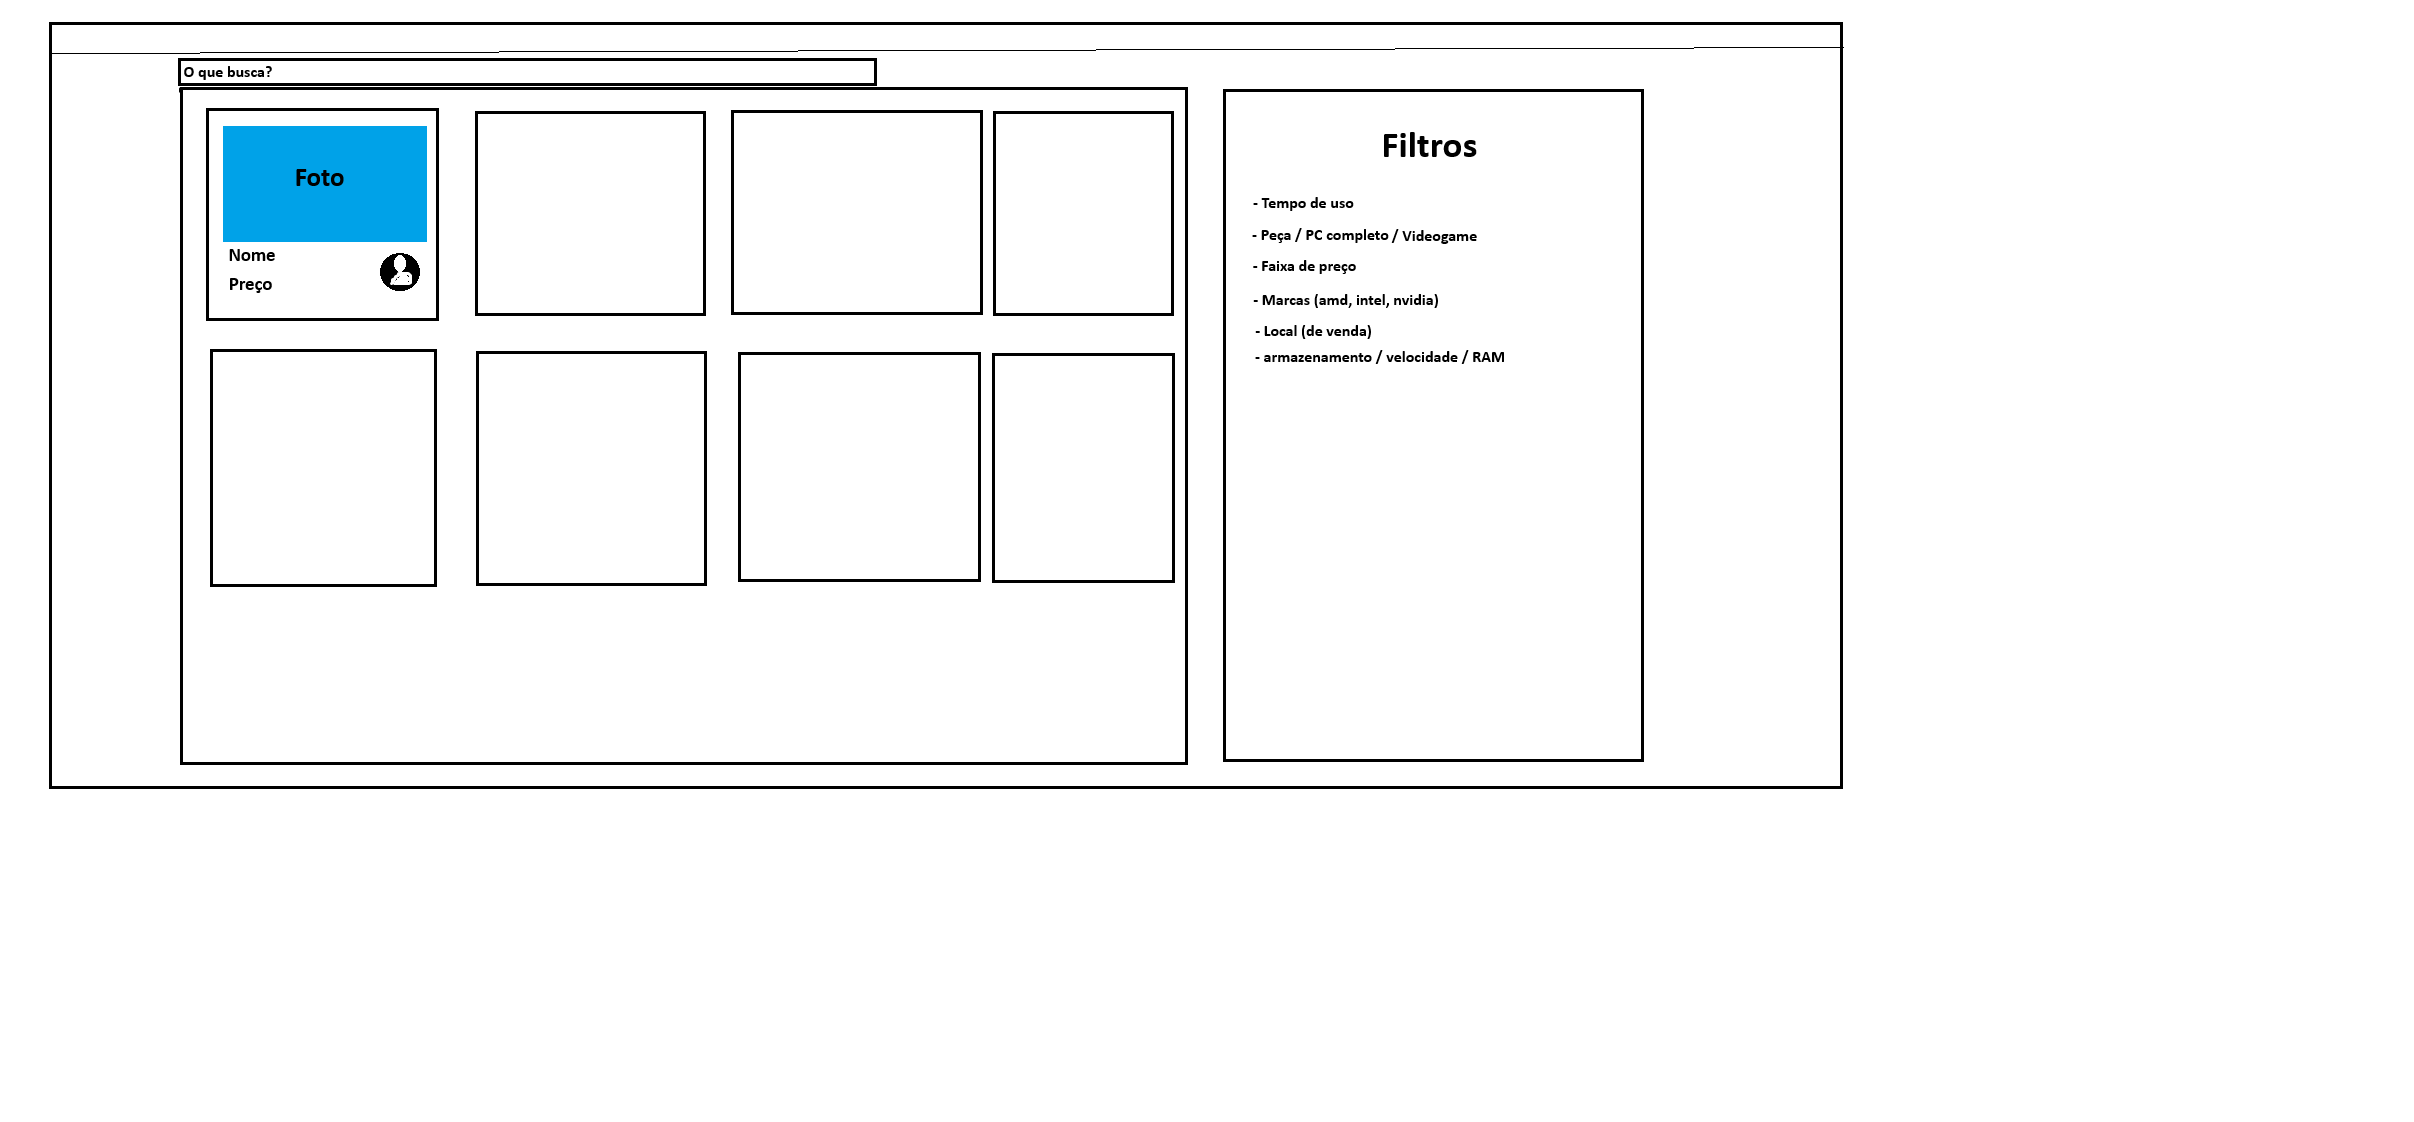 O que busca?
Foto
Nome
Preço
Filtros
- Tempo de uso
- Peça / PC completo / Videogame
- Faixa de preço
- Marcas (amd, intel, nvidia)
- Local (de venda)
- armazenamento / velocidade / RAM